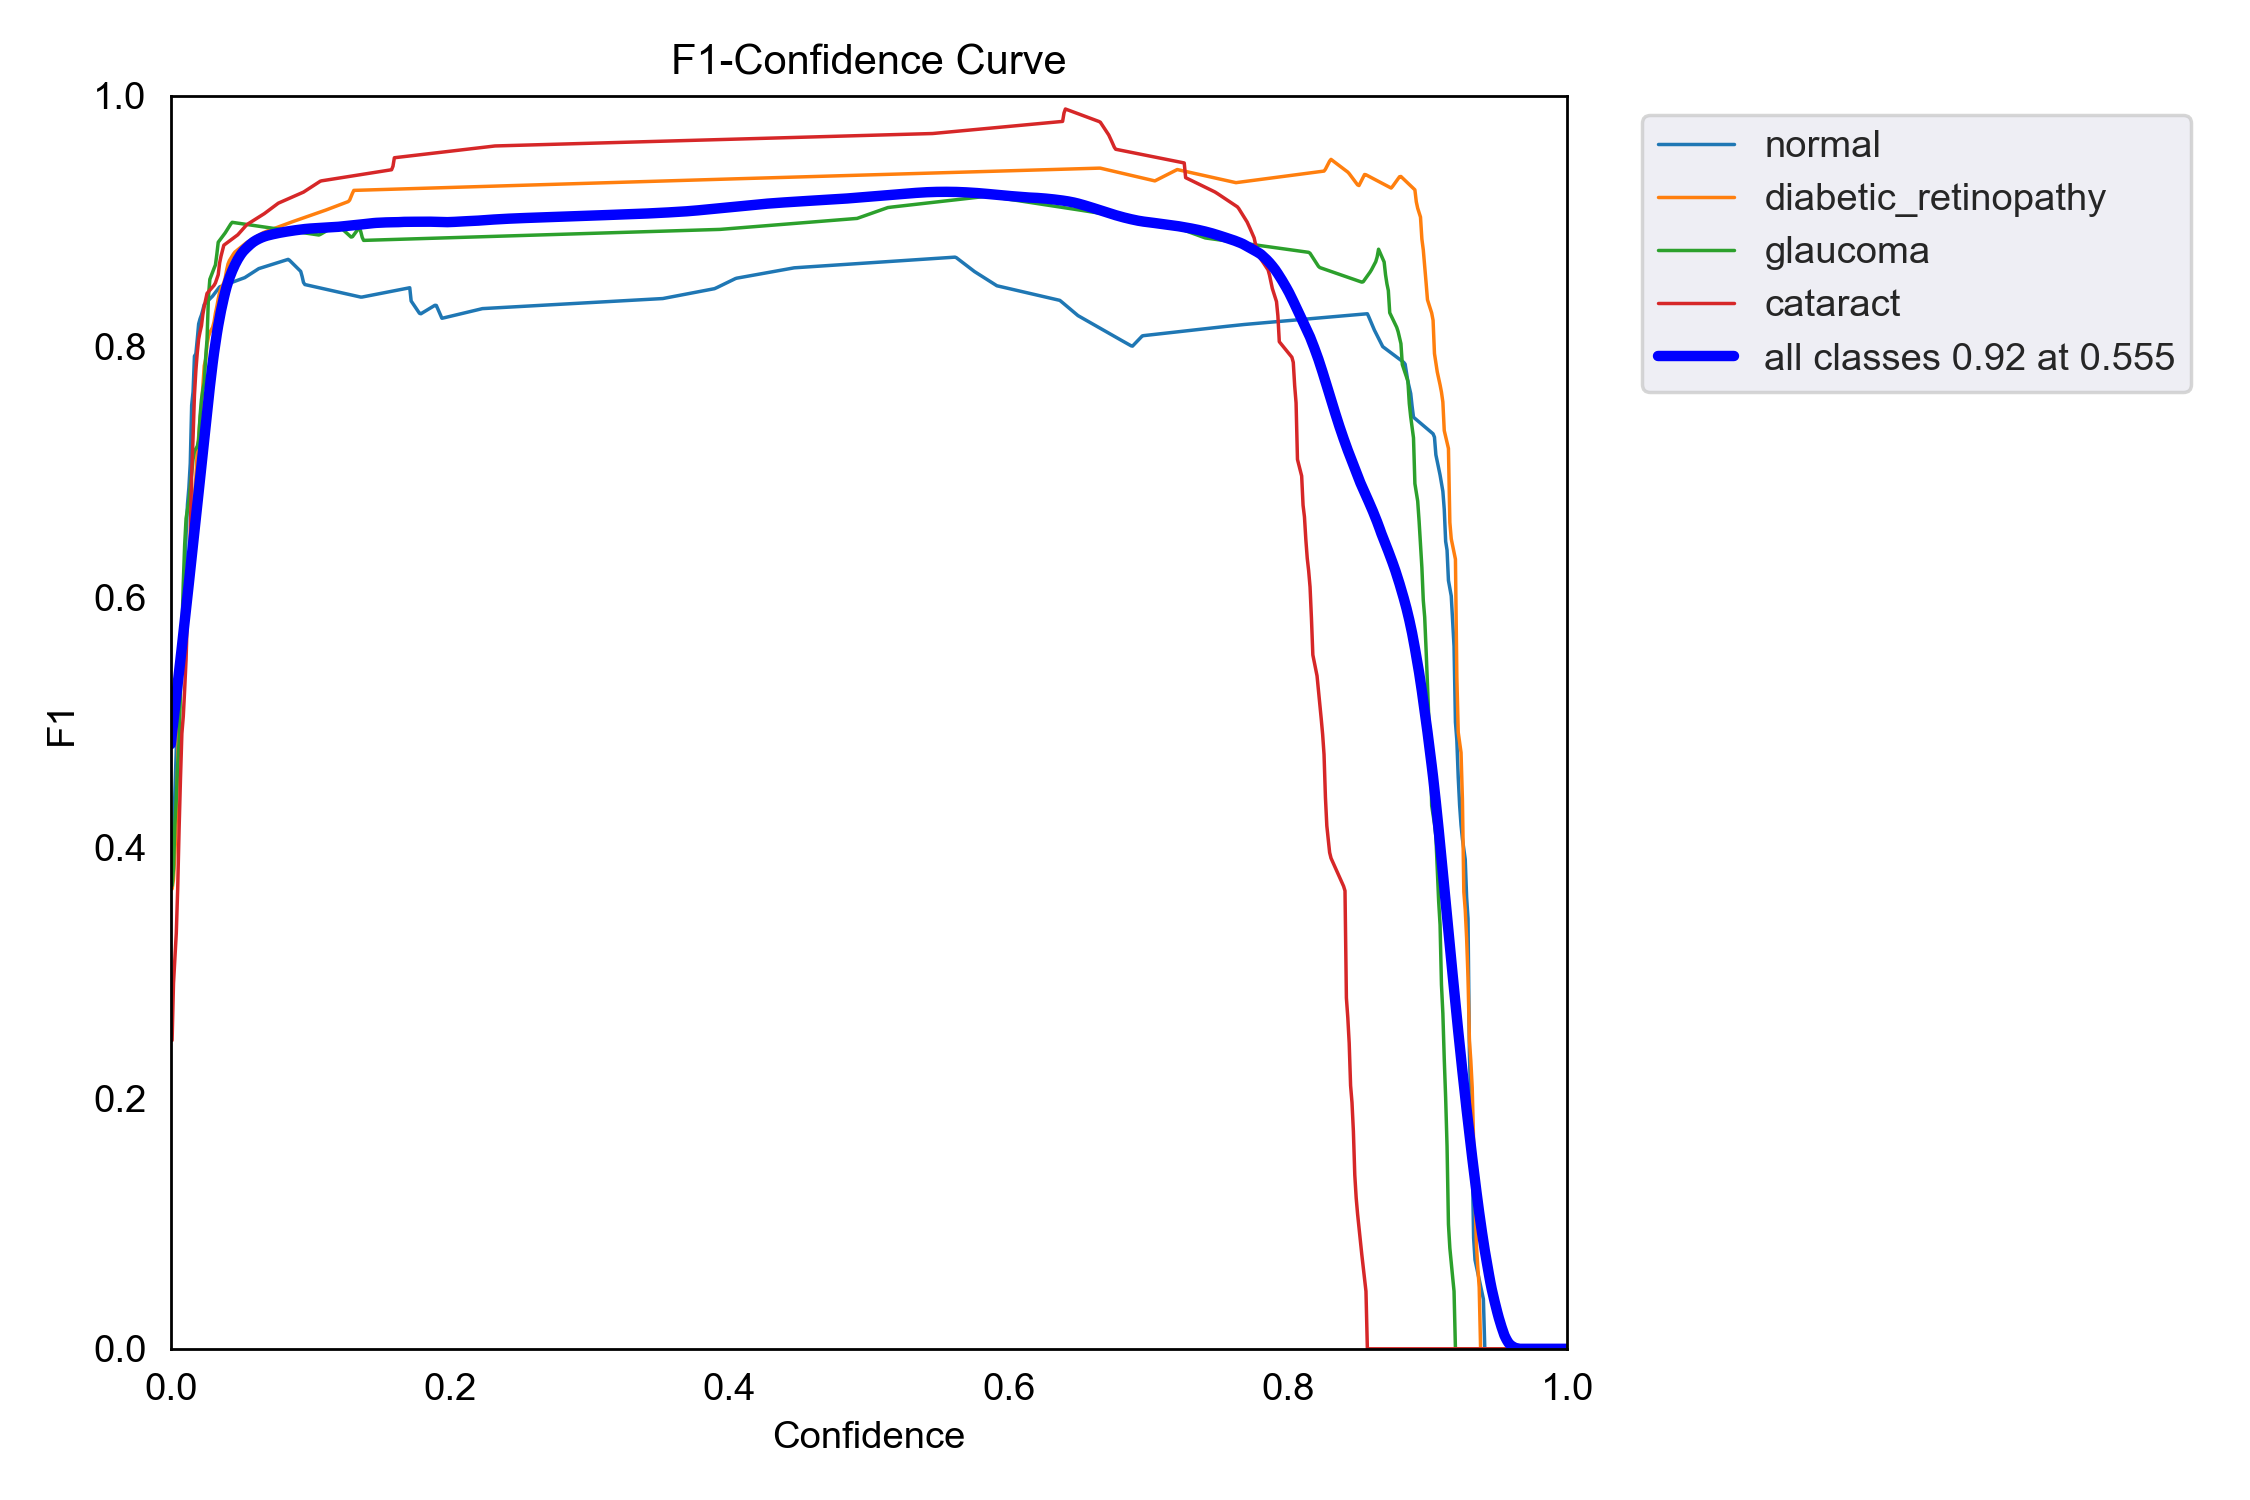 F1-Confidence Curve
1.0
0.8
0.6
0.4
0.2
0.0
F1
0.0 0.2 0.4 0.6 0.8 1.0
Confidence
normal
diabetic_retinopathy
glaucoma
cataract
all classes 0.92 at 0.555